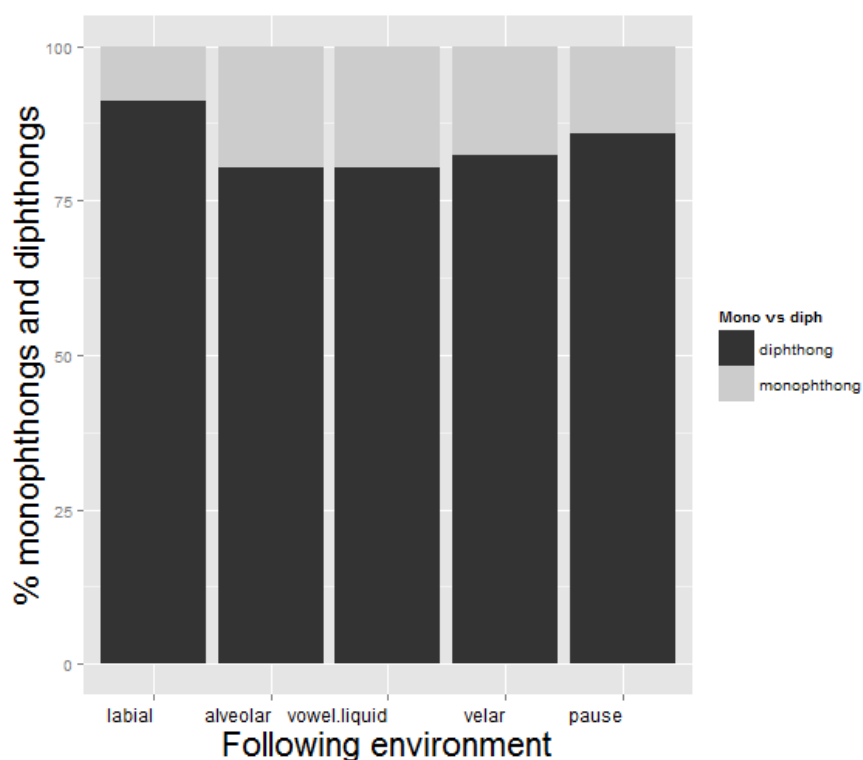 % monophthongs and diphthongs
100
75
50
25
0
labial alveolar vowel.liquid velar pause
Following environment
Mono vs diph
diphthong
monophthong